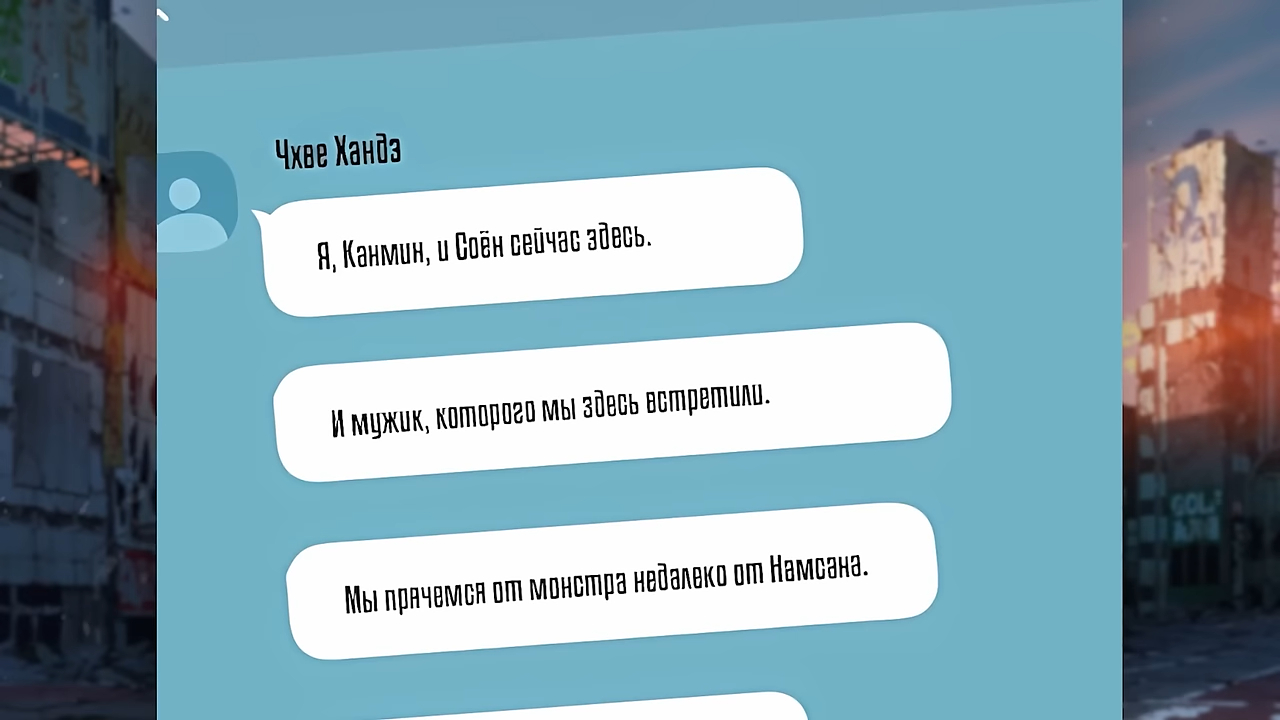 Чхве Хандэ
Я, Канмин, и Соён сейчас здесь.
И мужик, которого мы здесь встретили.
Мы прячемся от монстра недалеко от Намсана.